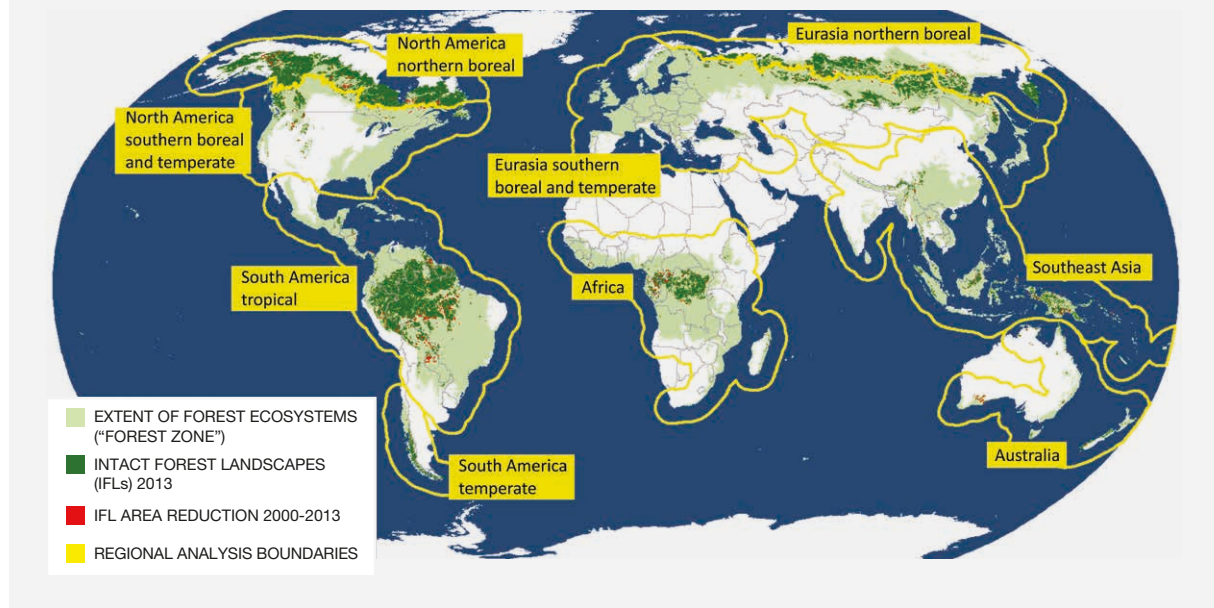 North America
northern boreal
Eurasia northern boreal
North America
southern boreal
and temperate
Eurasia southern
boreal and temperate
South America
tropical
Africa
Southeast Asia
Australia
South America
temperate
EXTENT OF FOREST ECOSYSTEMS
(“FOREST ZONE”)
INTACT FOREST LANDSCAPES
(IFLs) 2013
IFL AREA REDUCTION 2000-2013
REGIONAL ANALYSIS BOUNDARIES